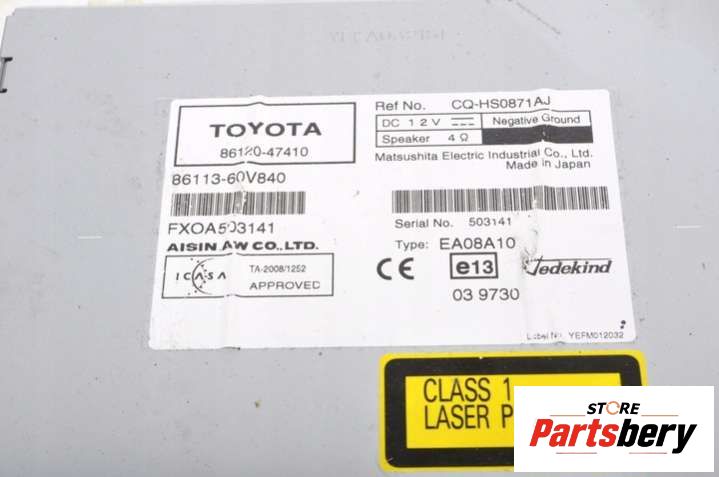 TOYOTA
86120-47410
86113-60V840
FXOA503141
AISIN AW CO.,LTD.
ICASA
TA-2008/1252
APPROVED
Ref No. CQ-HS0871AJ
DC 12V Negative Ground
Speaker 4Ω
Matsushita Electric Industrial Co., Ltd.
Made in Japan
Serial No. 503141
Type: EA08A10
CE e13 Jedekind
03 9730
Label No. YEFM012032
CLASS 1
LASER P
STORE
Partsbery